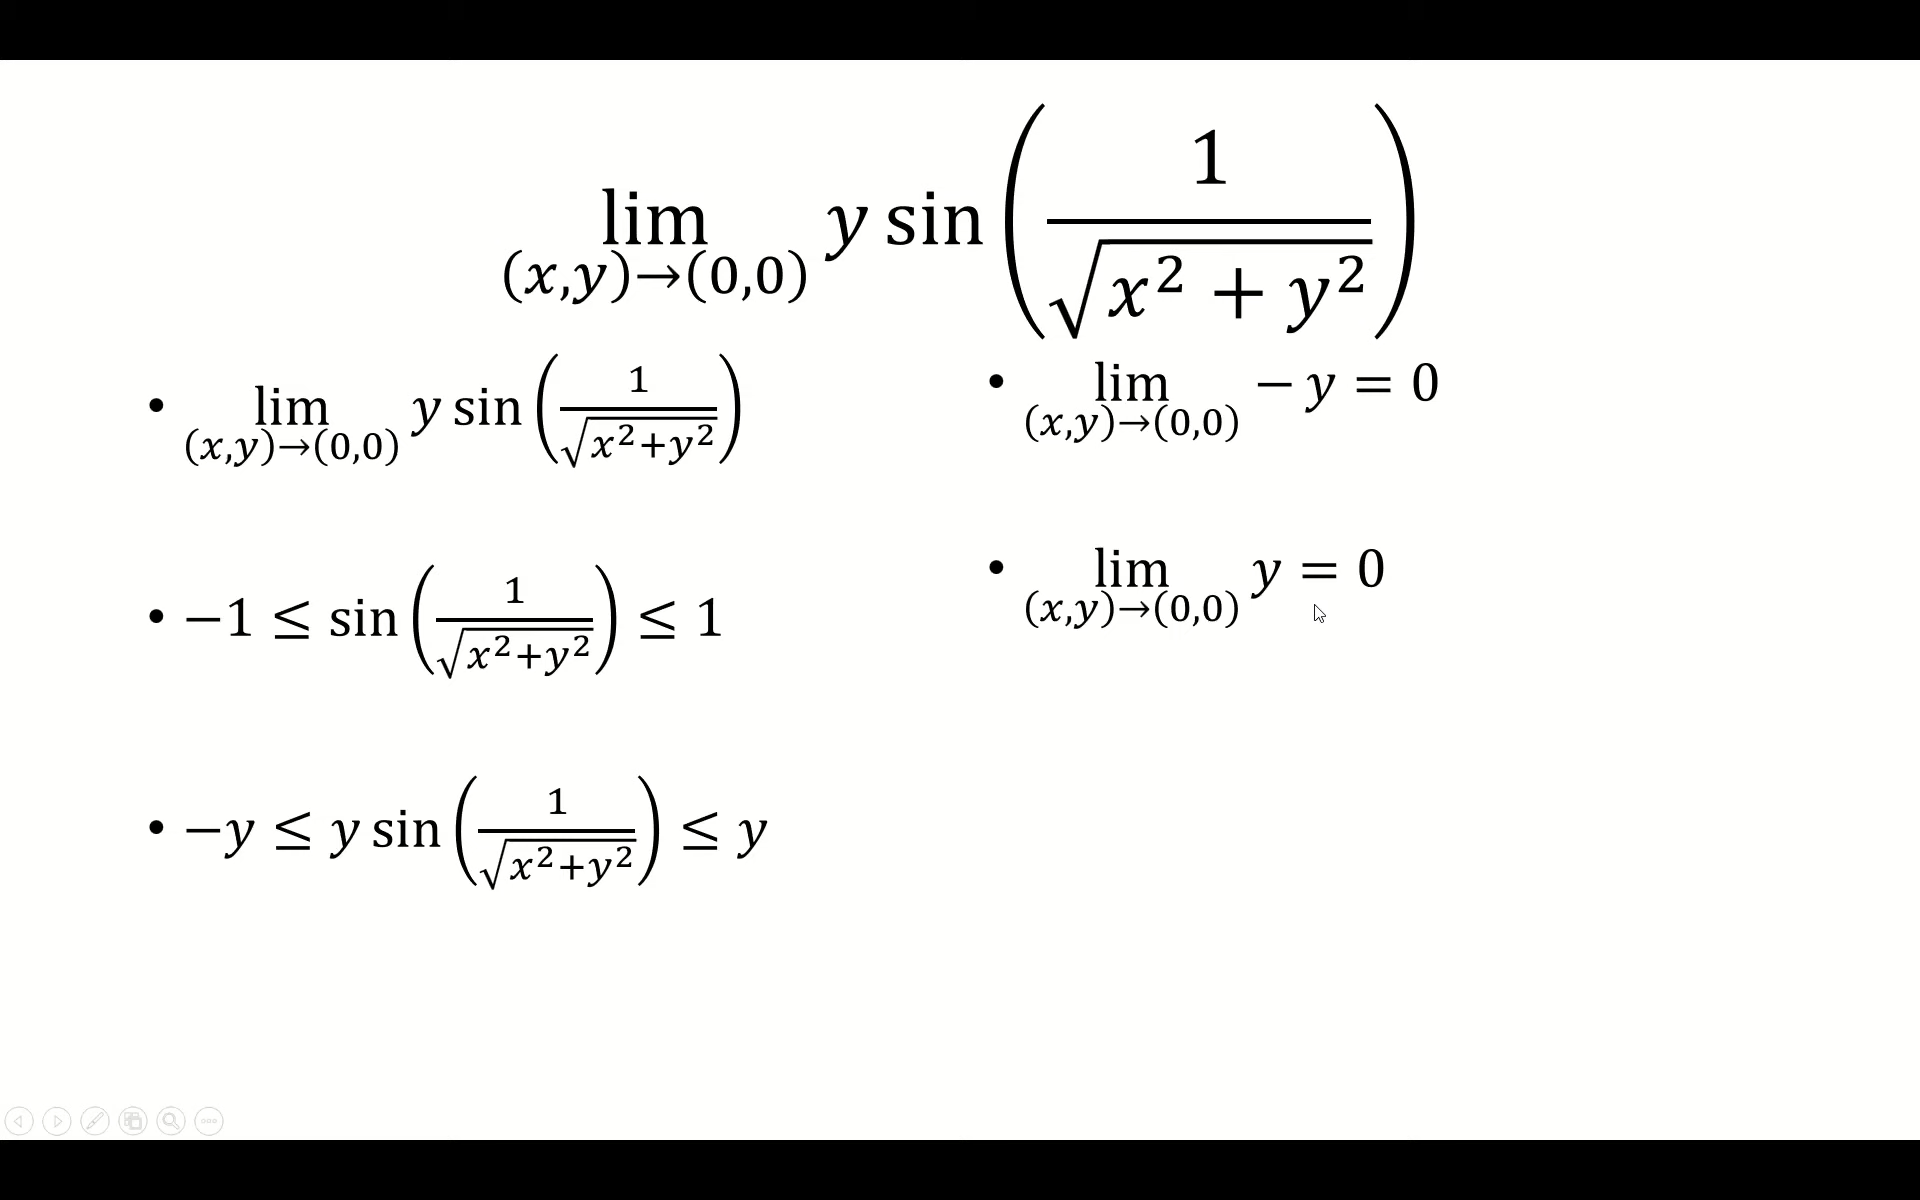 lim_{(x,y)→(0,0)} y sin(1/√(x² + y²))
• lim_{(x,y)→(0,0)} y sin(1/√(x²+y²))
• −1 ≤ sin(1/√(x²+y²)) ≤ 1
• −y ≤ y sin(1/√(x²+y²)) ≤ y
• lim_{(x,y)→(0,0)} − y = 0
• lim_{(x,y)→(0,0)} y = 0